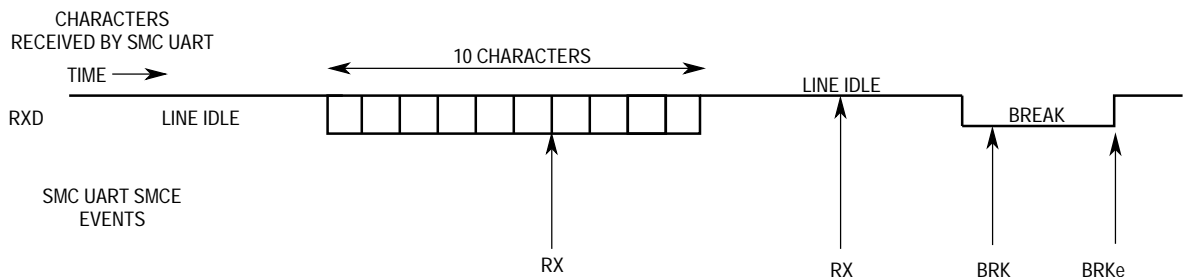 CHARACTERS
RECEIVED BY SMC UART
TIME
10 CHARACTERS
RXD
LINE IDLE
LINE IDLE
BREAK
SMC UART SMCE
EVENTS
RX
RX
BRK
BRKe